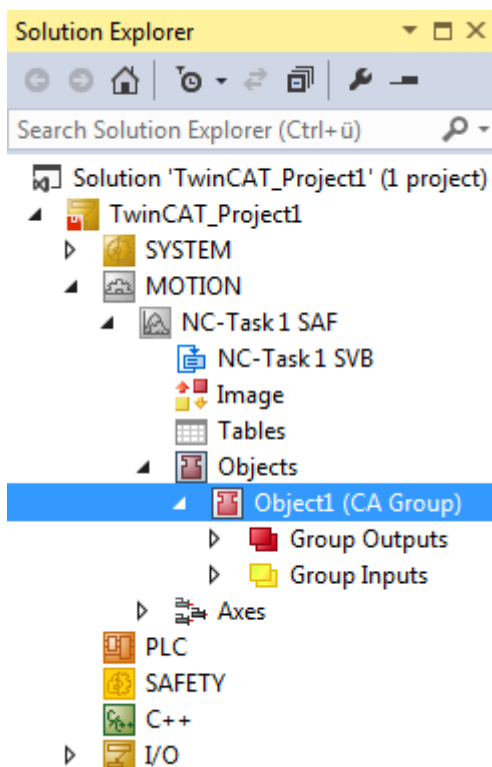 Solution Explorer
Search Solution Explorer (Ctrl+ü)
Solution 'TwinCAT_Project1' (1 project)
TwinCAT_Project1
SYSTEM
MOTION
NC-Task 1 SAF
NC-Task 1 SVB
Image
Tables
Objects
Object1 (CA Group)
Group Outputs
Group Inputs
Axes
PLC
SAFETY
C++
I/O